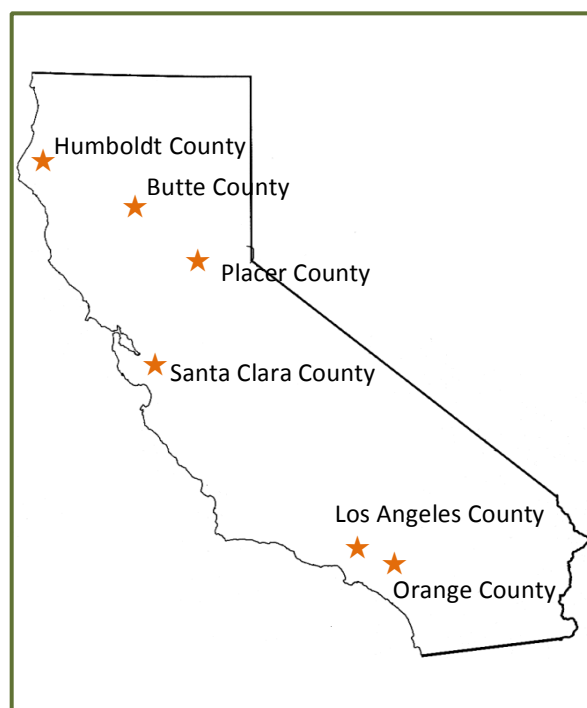 Humboldt County
Butte County
Placer County
Santa Clara County
Los Angeles County
Orange County